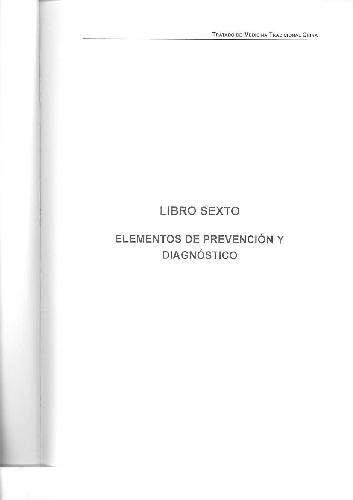 TRATADO DE MEDICINA TRADICIONAL CHINA
LIBRO SEXTO
ELEMENTOS DE PREVENCIÓN Y
DIAGNÓSTICO